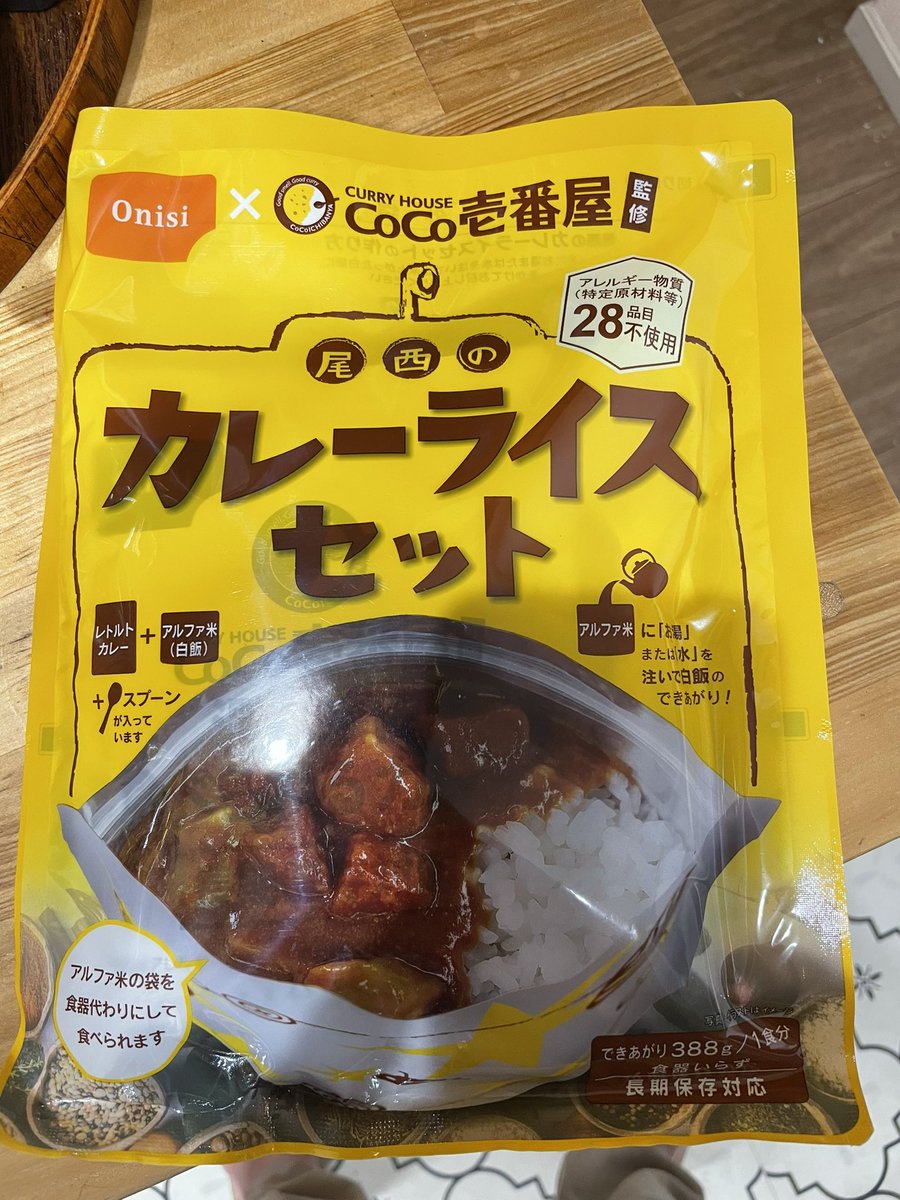 Onisi × CURRY HOUSE CoCo壱番屋 監修
Good smell Good curry
CoCoICHIBANYA
アレルギー物質
(特定原材料等)
28品目不使用
尾西の
カレーライス
セット
レトルトカレー + アルファ米(白飯)
+ スプーン
が入って
います
アルファ米 に「お湯」
または「水」を
注いで白飯の
できあがり!
アルファ米の袋を
食器代わりにして
食べられます
できあがり388g/1食分
食器いらず
長期保存対応